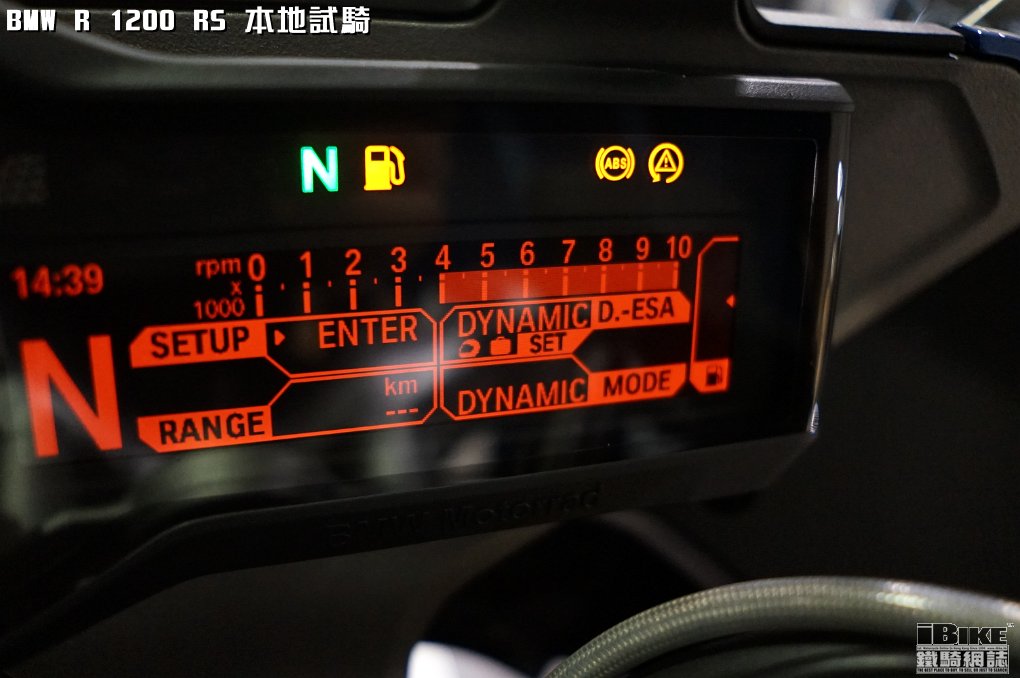 BMW R 1200 RS 本地試騎
N
ABS
14:39
rpm x 1000
0 1 2 3 4 5 6 7 8 9 10
SETUP ENTER
DYNAMIC D.-ESA
SET
N
km
---
RANGE
DYNAMIC MODE
BMW Motorrad
iBIKE
鐵騎網誌